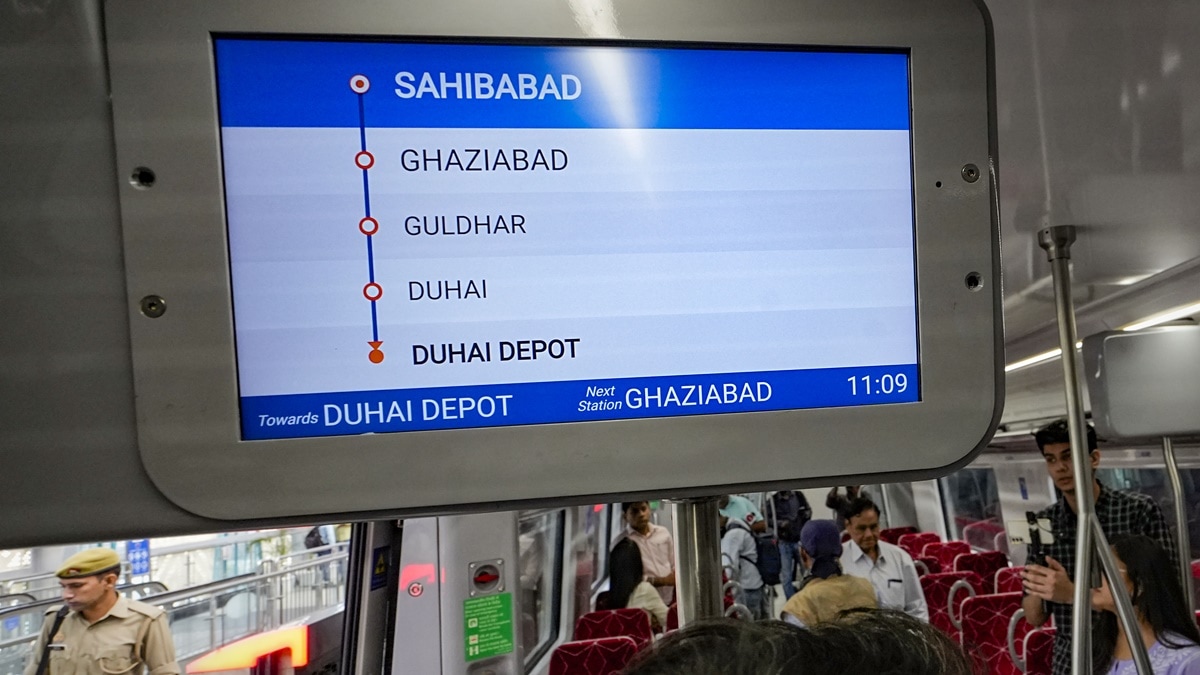 SAHIBABAD
GHAZIABAD
GULDHAR
DUHAI
DUHAI DEPOT
Towards DUHAI DEPOT Next Station GHAZIABAD 11:09